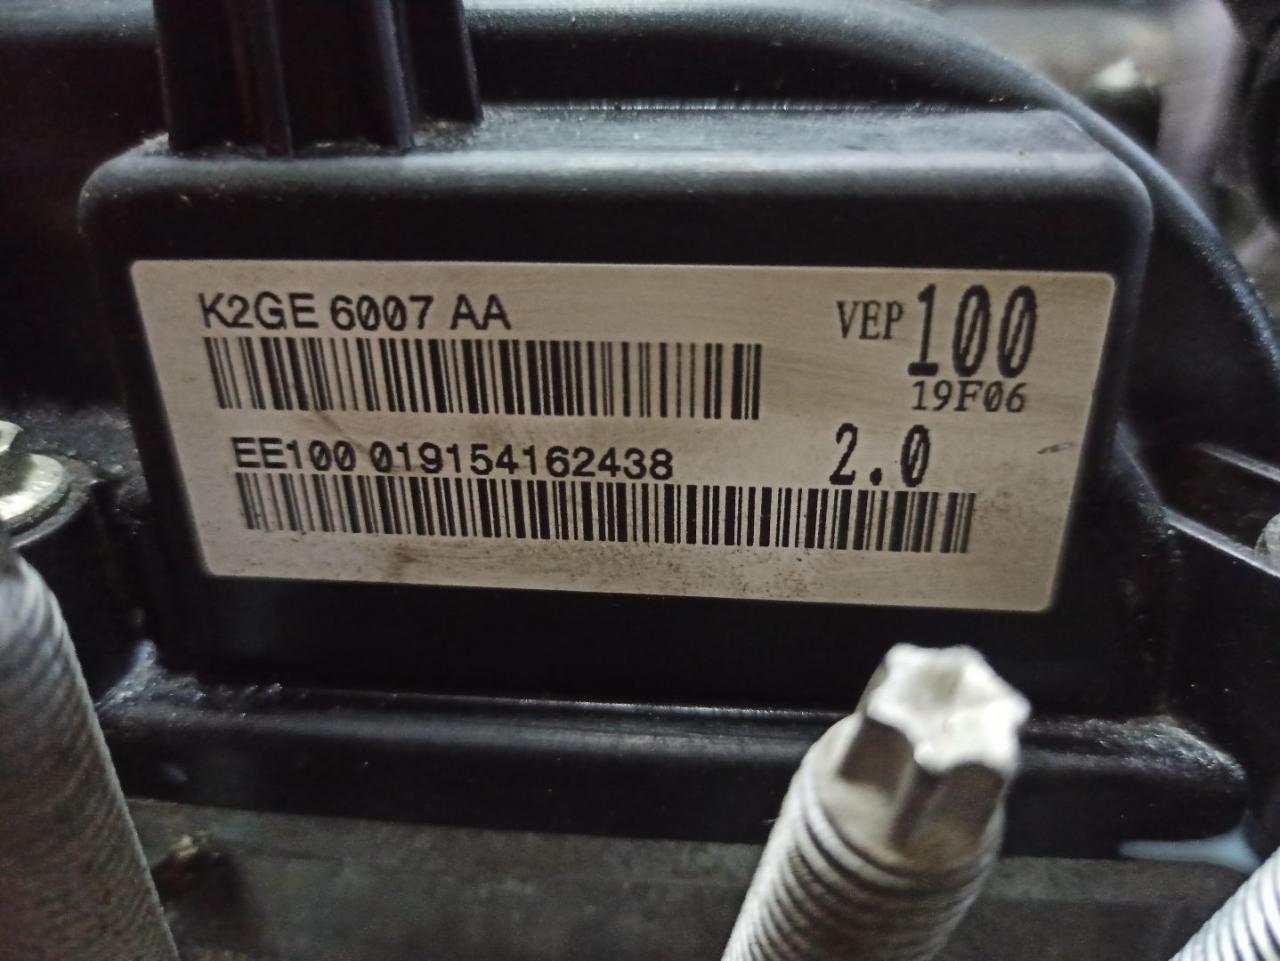 K2GE 6007 AA
VEP 100
19F06
EE100 019154162438
2.0